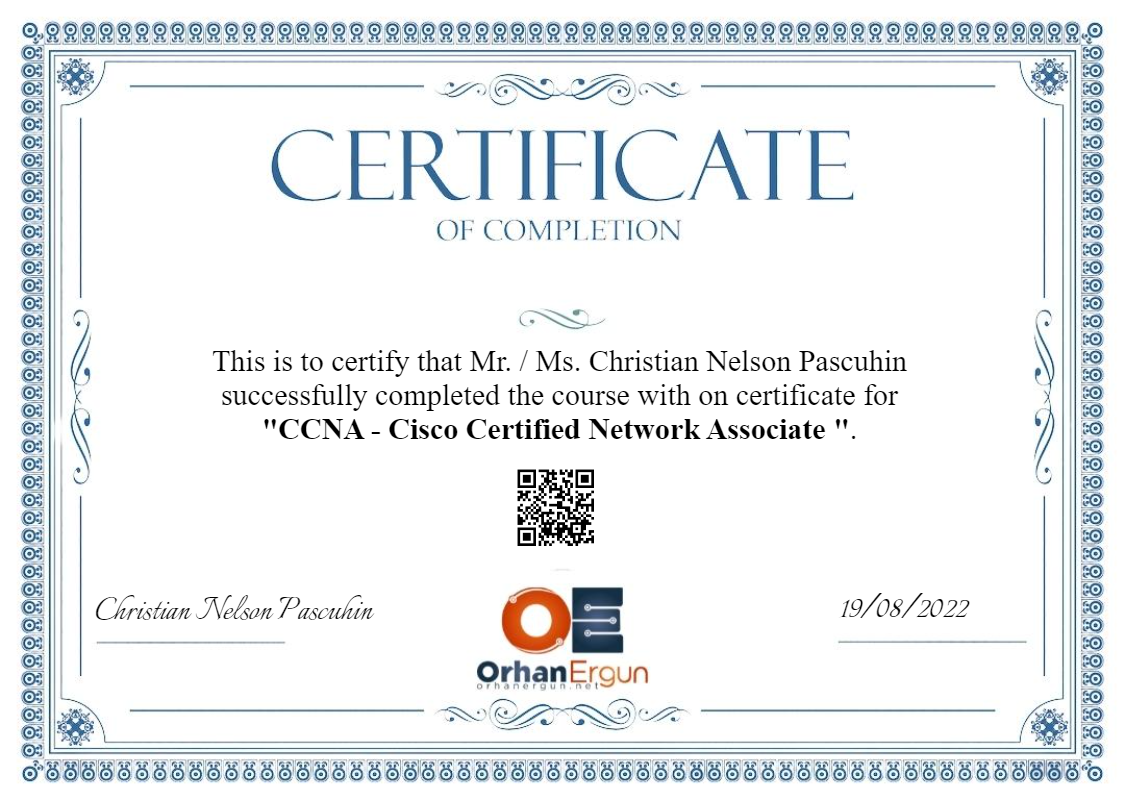 CERTIFICATE
OF COMPLETION
This is to certify that Mr. / Ms. Christian Nelson Pascuhin
successfully completed the course with on certificate for
"CCNA - Cisco Certified Network Associate ".
Christian Nelson Pascuhin
OE
19/08/2022
OrhanErgun
orhanergun.net